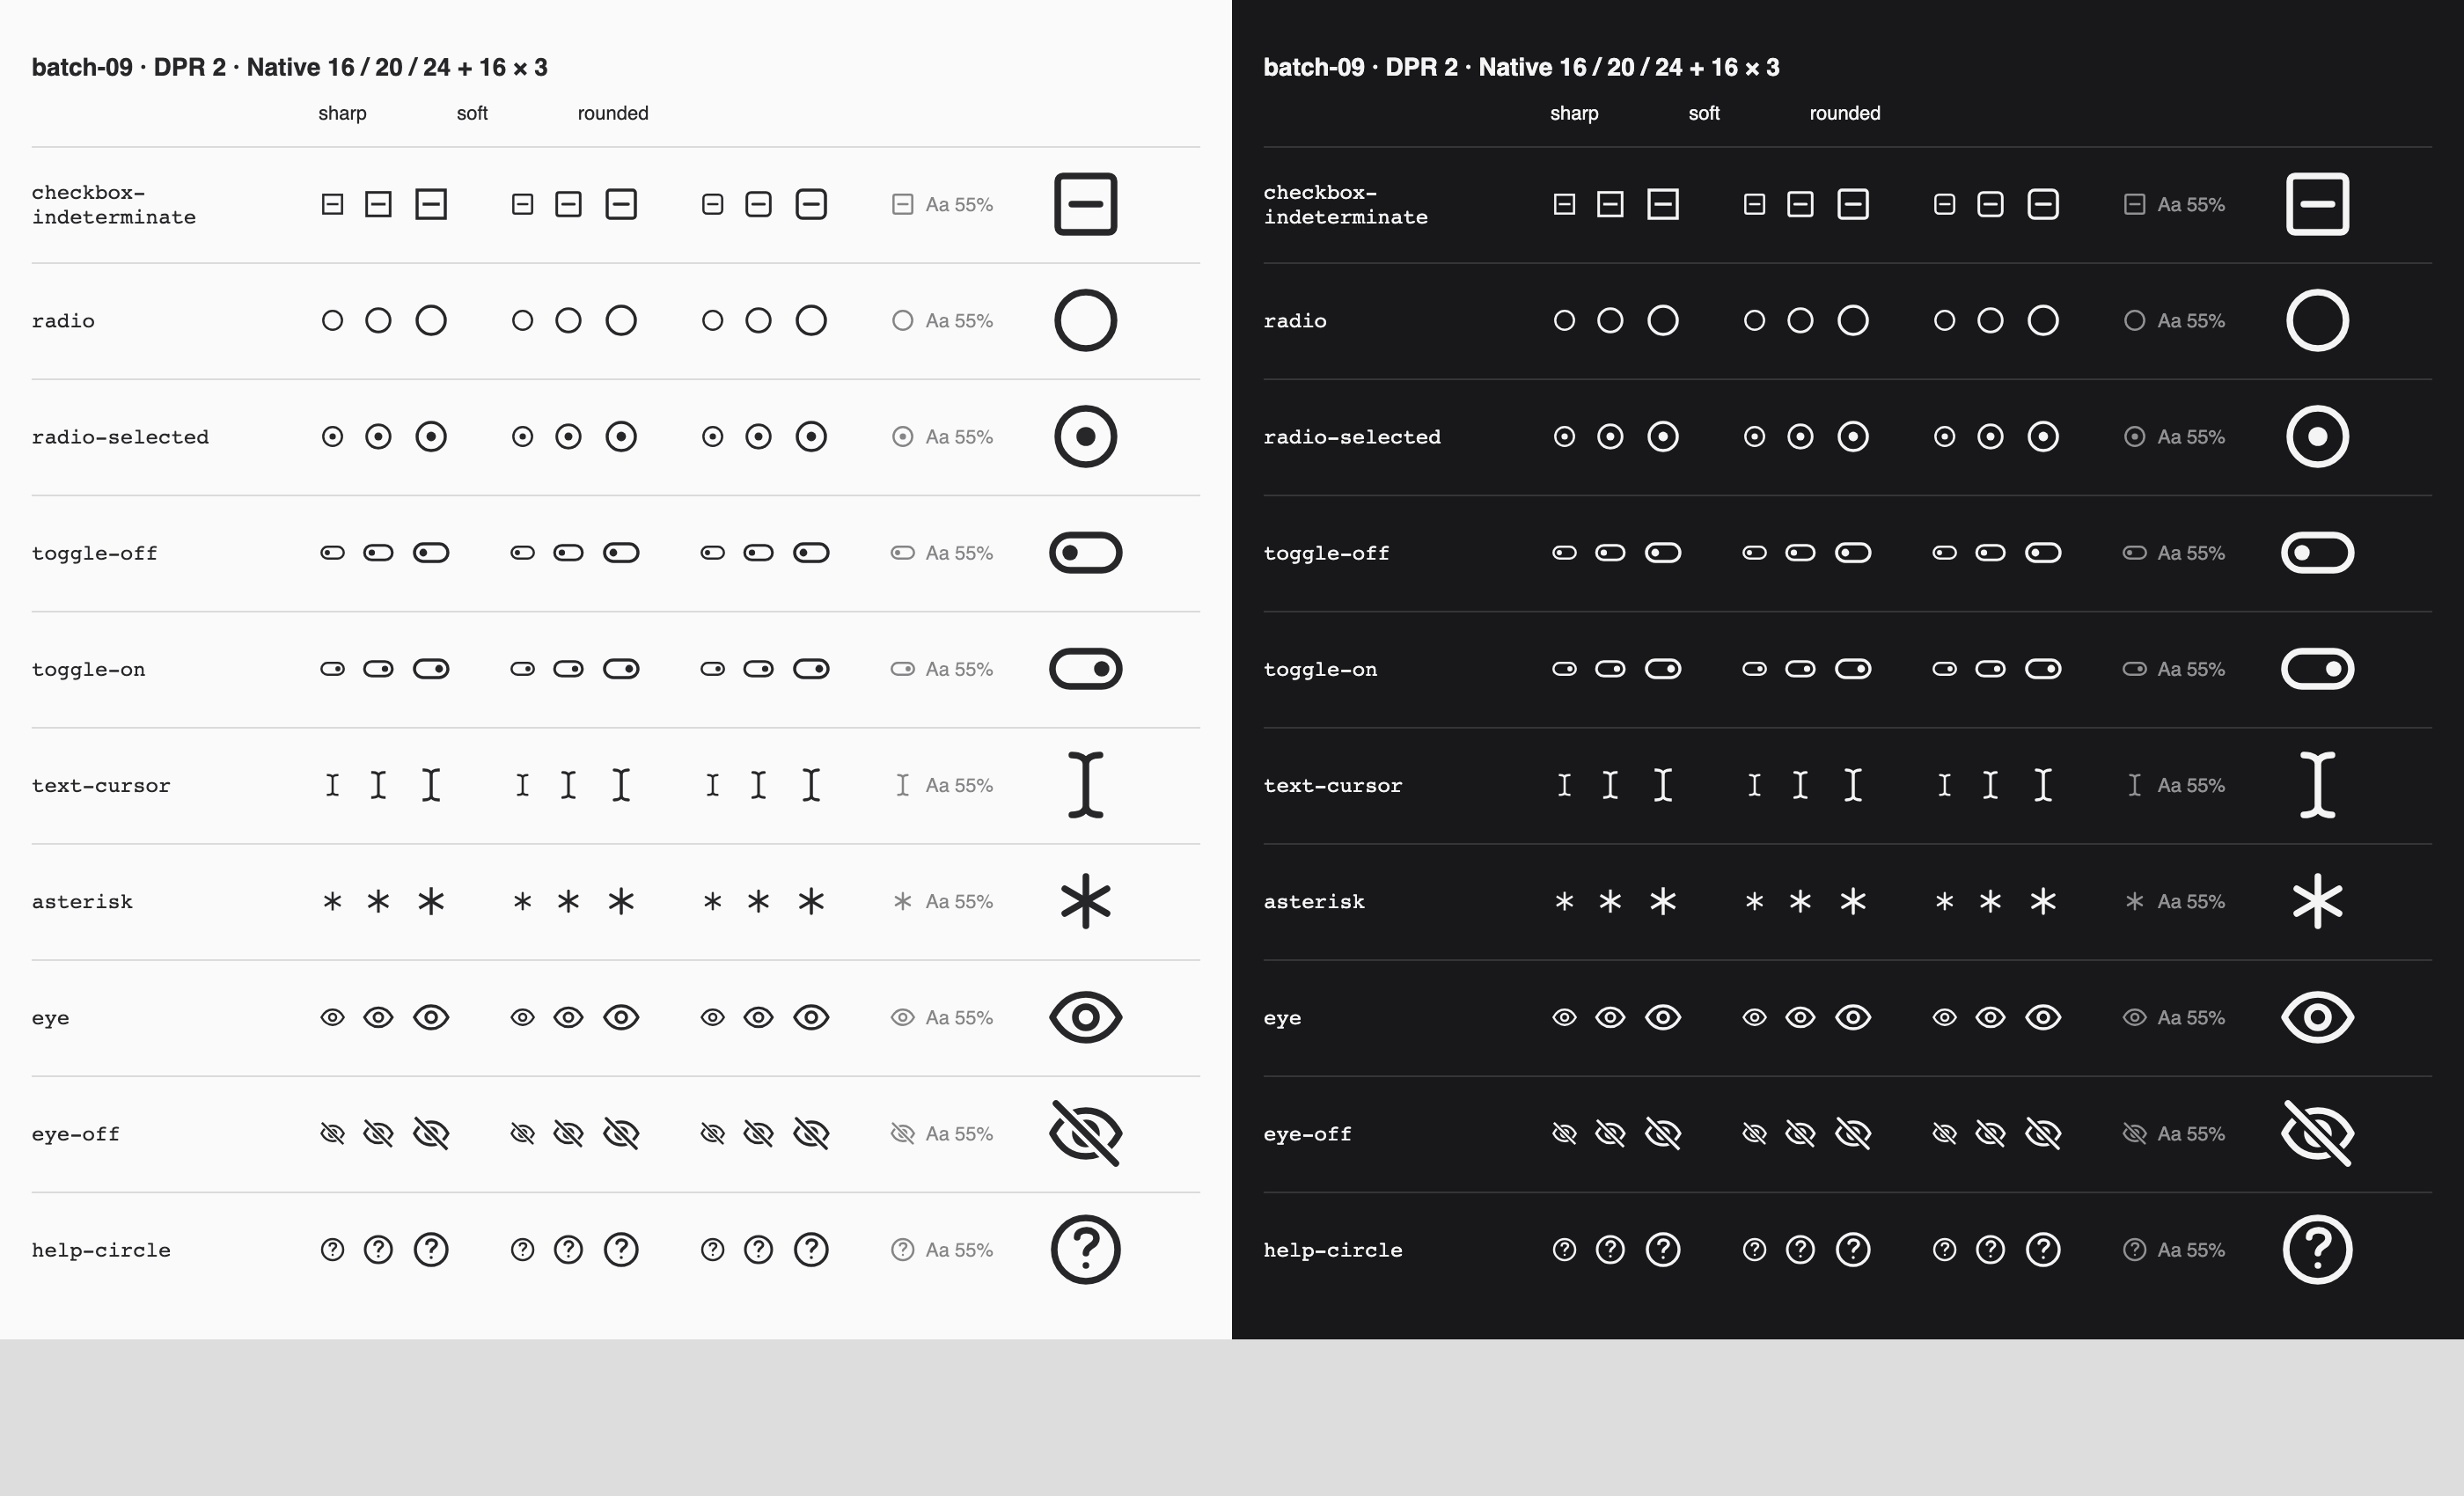 batch-09 · DPR 2 · Native 16 / 20 / 24 + 16 × 3
sharp soft rounded
checkbox-
indeterminate
Aa 55%
radio Aa 55%
radio-selected Aa 55%
toggle-off Aa 55%
toggle-on Aa 55%
text-cursor Aa 55%
asterisk Aa 55%
eye Aa 55%
eye-off Aa 55%
help-circle Aa 55%
batch-09 · DPR 2 · Native 16 / 20 / 24 + 16 × 3
sharp soft rounded
checkbox-
indeterminate
Aa 55%
radio Aa 55%
radio-selected Aa 55%
toggle-off Aa 55%
toggle-on Aa 55%
text-cursor Aa 55%
asterisk Aa 55%
eye Aa 55%
eye-off Aa 55%
help-circle Aa 55%